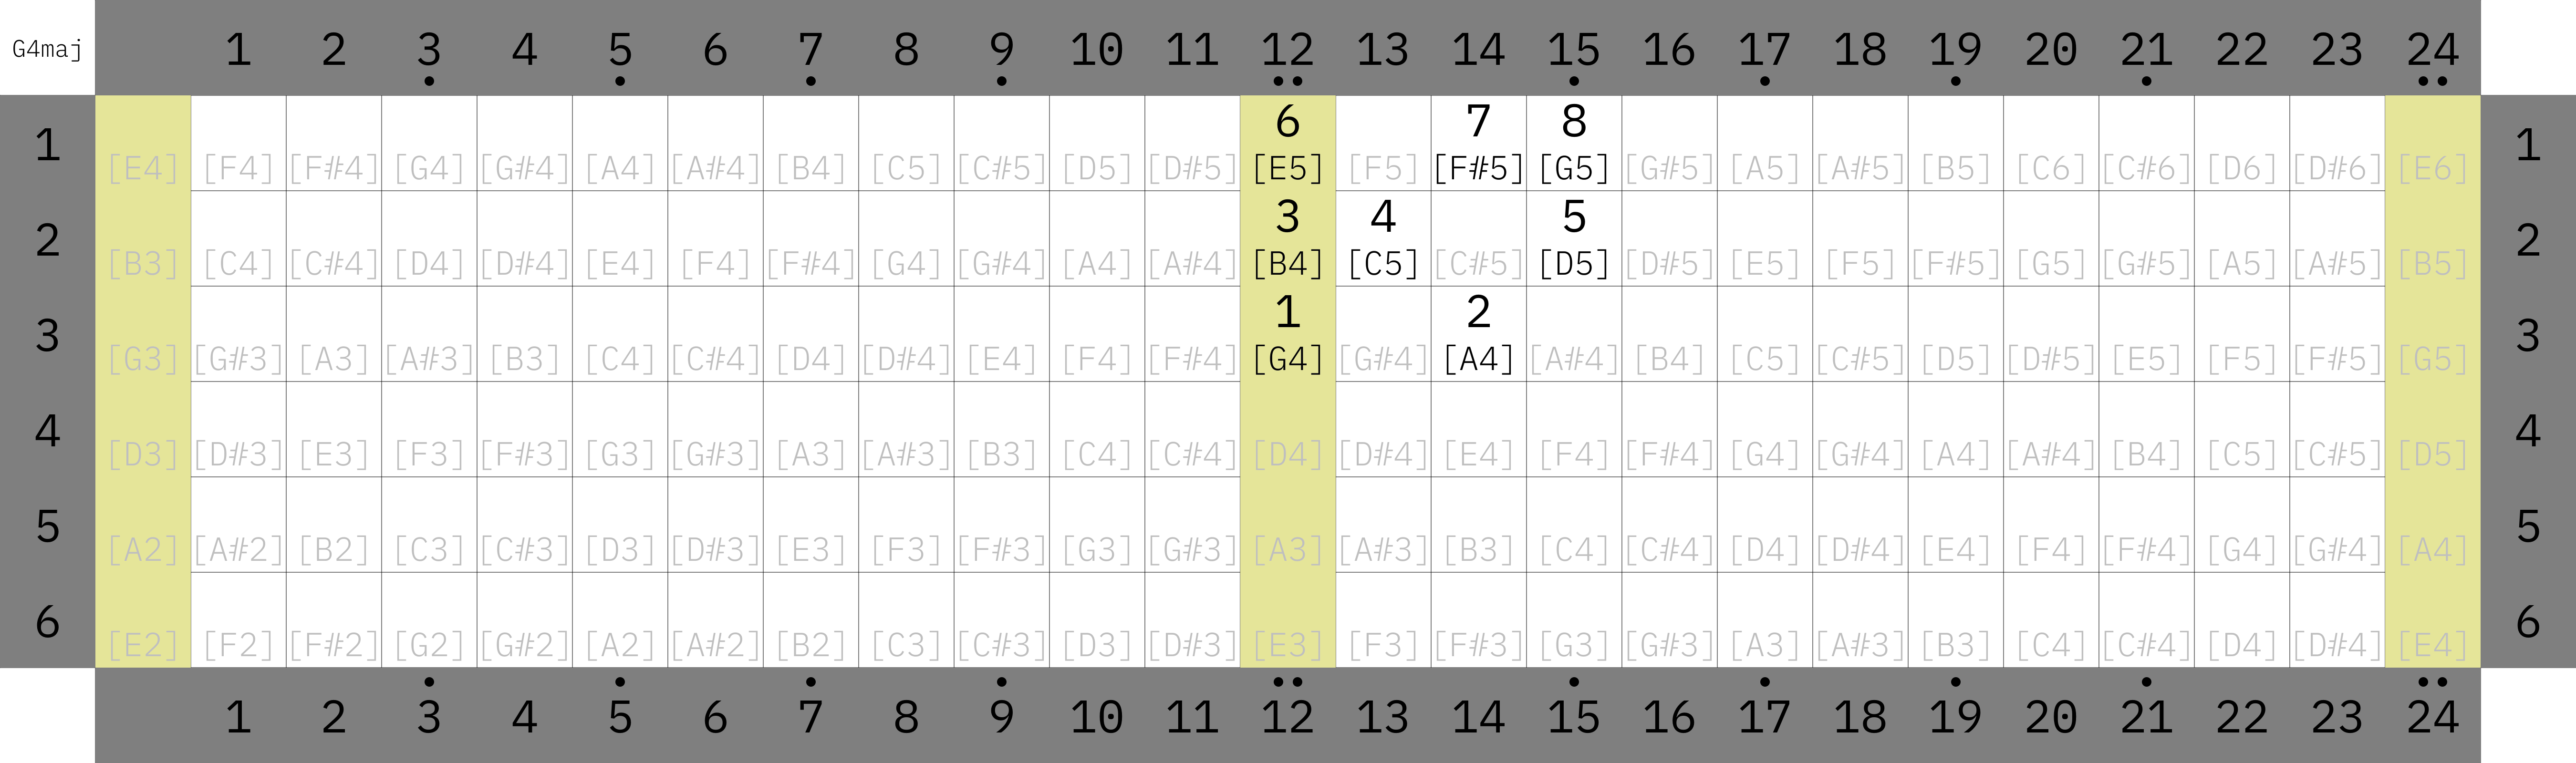 G4maj 1 2 3 4 5 6 7 8 9 10 11 12 13 14 15 16 17 18 19 20 21 22 23 24
6 7 8
1 [E4] [F4] [F#4] [G4] [G#4] [A4] [A#4] [B4] [C5] [C#5] [D5] [D#5] [E5] [F5] [F#5] [G5] [G#5] [A5] [A#5] [B5] [C6] [C#6] [D6] [D#6] [E6] 1
3 4 5
2 [B3] [C4] [C#4] [D4] [D#4] [E4] [F4] [F#4] [G4] [G#4] [A4] [A#4] [B4] [C5] [C#5] [D5] [D#5] [E5] [F5] [F#5] [G5] [G#5] [A5] [A#5] [B5] 2
1 2
3 [G3] [G#3] [A3] [A#3] [B3] [C4] [C#4] [D4] [D#4] [E4] [F4] [F#4] [G4] [G#4] [A4] [A#4] [B4] [C5] [C#5] [D5] [D#5] [E5] [F5] [F#5] [G5] 3
4 [D3] [D#3] [E3] [F3] [F#3] [G3] [G#3] [A3] [A#3] [B3] [C4] [C#4] [D4] [D#4] [E4] [F4] [F#4] [G4] [G#4] [A4] [A#4] [B4] [C5] [C#5] [D5] 4
5 [A2] [A#2] [B2] [C3] [C#3] [D3] [D#3] [E3] [F3] [F#3] [G3] [G#3] [A3] [A#3] [B3] [C4] [C#4] [D4] [D#4] [E4] [F4] [F#4] [G4] [G#4] [A4] 5
6 [E2] [F2] [F#2] [G2] [G#2] [A2] [A#2] [B2] [C3] [C#3] [D3] [D#3] [E3] [F3] [F#3] [G3] [G#3] [A3] [A#3] [B3] [C4] [C#4] [D4] [D#4] [E4] 6
1 2 3 4 5 6 7 8 9 10 11 12 13 14 15 16 17 18 19 20 21 22 23 24